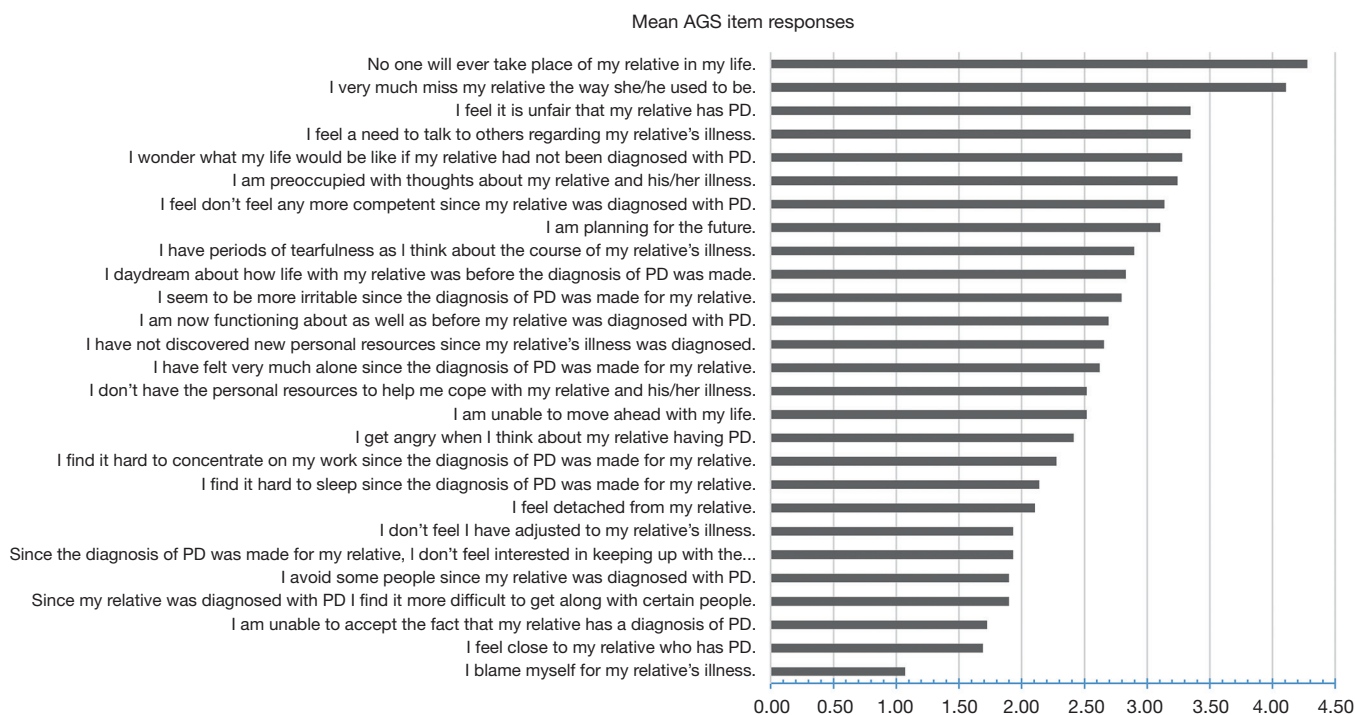 Mean AGS item responses
No one will ever take place of my relative in my life.
I very much miss my relative the way she/he used to be.
I feel it is unfair that my relative has PD.
I feel a need to talk to others regarding my relative’s illness.
I wonder what my life would be like if my relative had not been diagnosed with PD.
I am preoccupied with thoughts about my relative and his/her illness.
I feel don’t feel any more competent since my relative was diagnosed with PD.
I am planning for the future.
I have periods of tearfulness as I think about the course of my relative’s illness.
I daydream about how life with my relative was before the diagnosis of PD was made.
I seem to be more irritable since the diagnosis of PD was made for my relative.
I am now functioning about as well as before my relative was diagnosed with PD.
I have not discovered new personal resources since my relative’s illness was diagnosed.
I have felt very much alone since the diagnosis of PD was made for my relative.
I don’t have the personal resources to help me cope with my relative and his/her illness.
I am unable to move ahead with my life.
I get angry when I think about my relative having PD.
I find it hard to concentrate on my work since the diagnosis of PD was made for my relative.
I find it hard to sleep since the diagnosis of PD was made for my relative.
I feel detached from my relative.
I don’t feel I have adjusted to my relative’s illness.
Since the diagnosis of PD was made for my relative, I don’t feel interested in keeping up with the...
I avoid some people since my relative was diagnosed with PD.
Since my relative was diagnosed with PD I find it more difficult to get along with certain people.
I am unable to accept the fact that my relative has a diagnosis of PD.
I feel close to my relative who has PD.
I blame myself for my relative’s illness.
0.00 0.50 1.00 1.50 2.00 2.50 3.00 3.50 4.00 4.50